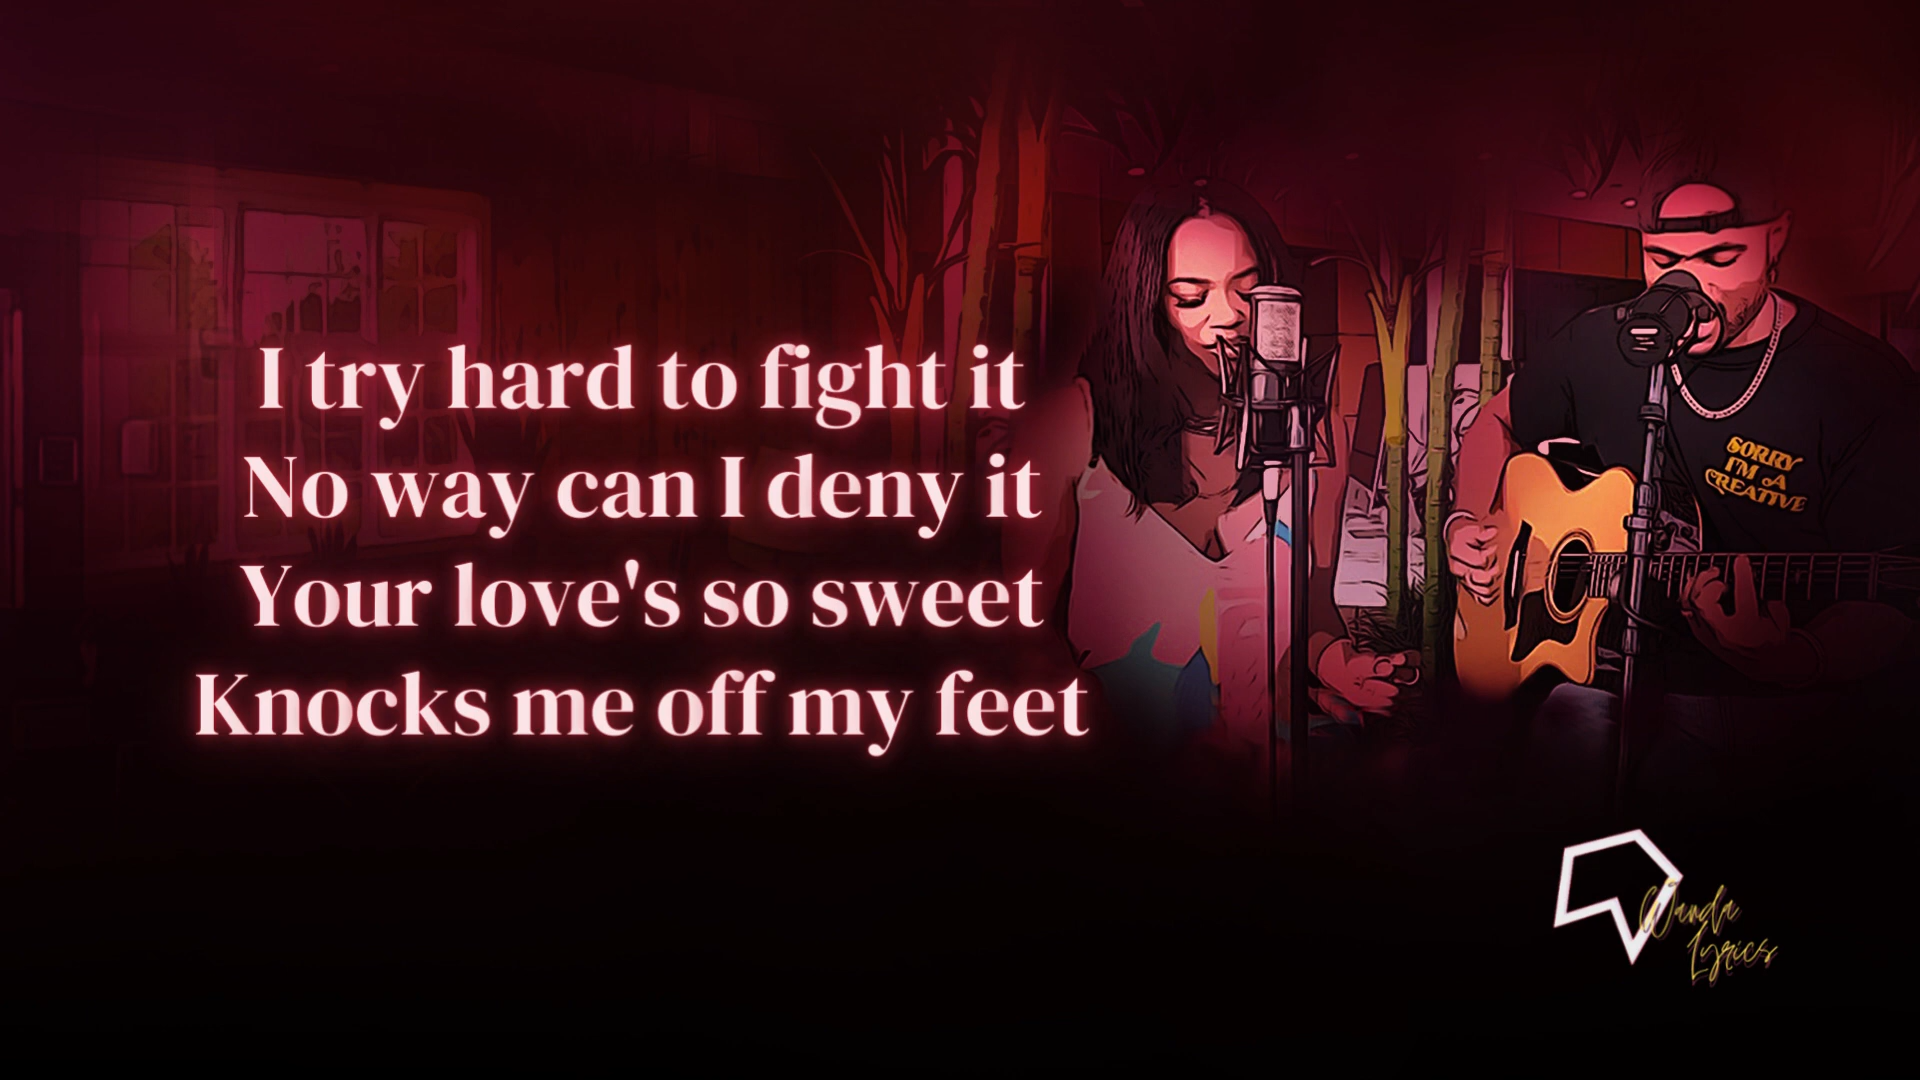 I try hard to fight it
No way can I deny it
Your love's so sweet
Knocks me off my feet
SORRY
I'M A
CREATIVE
Wanda
Lyrics